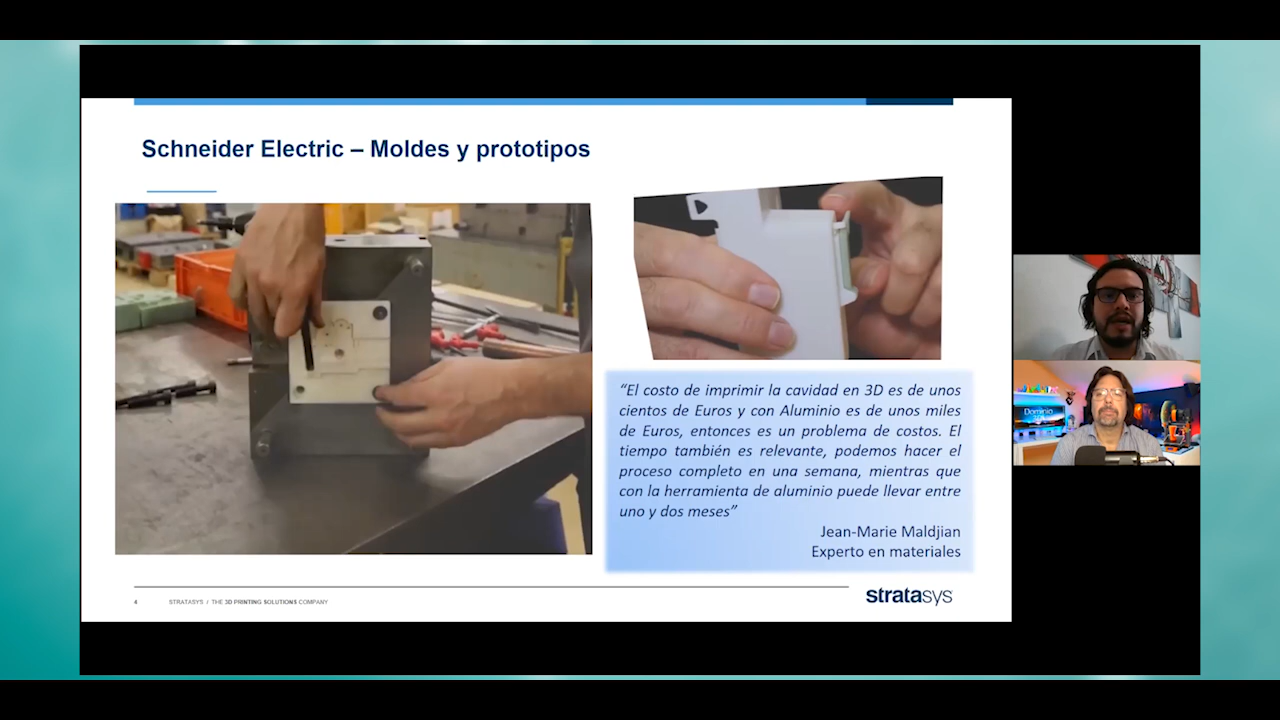 Schneider Electric – Moldes y prototipos
“El costo de imprimir la cavidad en 3D es de unos
cientos de Euros y con Aluminio es de unos miles
de Euros, entonces es un problema de costos. El
tiempo también es relevante, podemos hacer el
proceso completo en una semana, mientras que
con la herramienta de aluminio puede llevar entre
uno y dos meses”
Jean-Marie Maldjian
Experto en materiales
4
STRATASYS / THE 3D PRINTING SOLUTIONS COMPANY
stratasys
Dominio